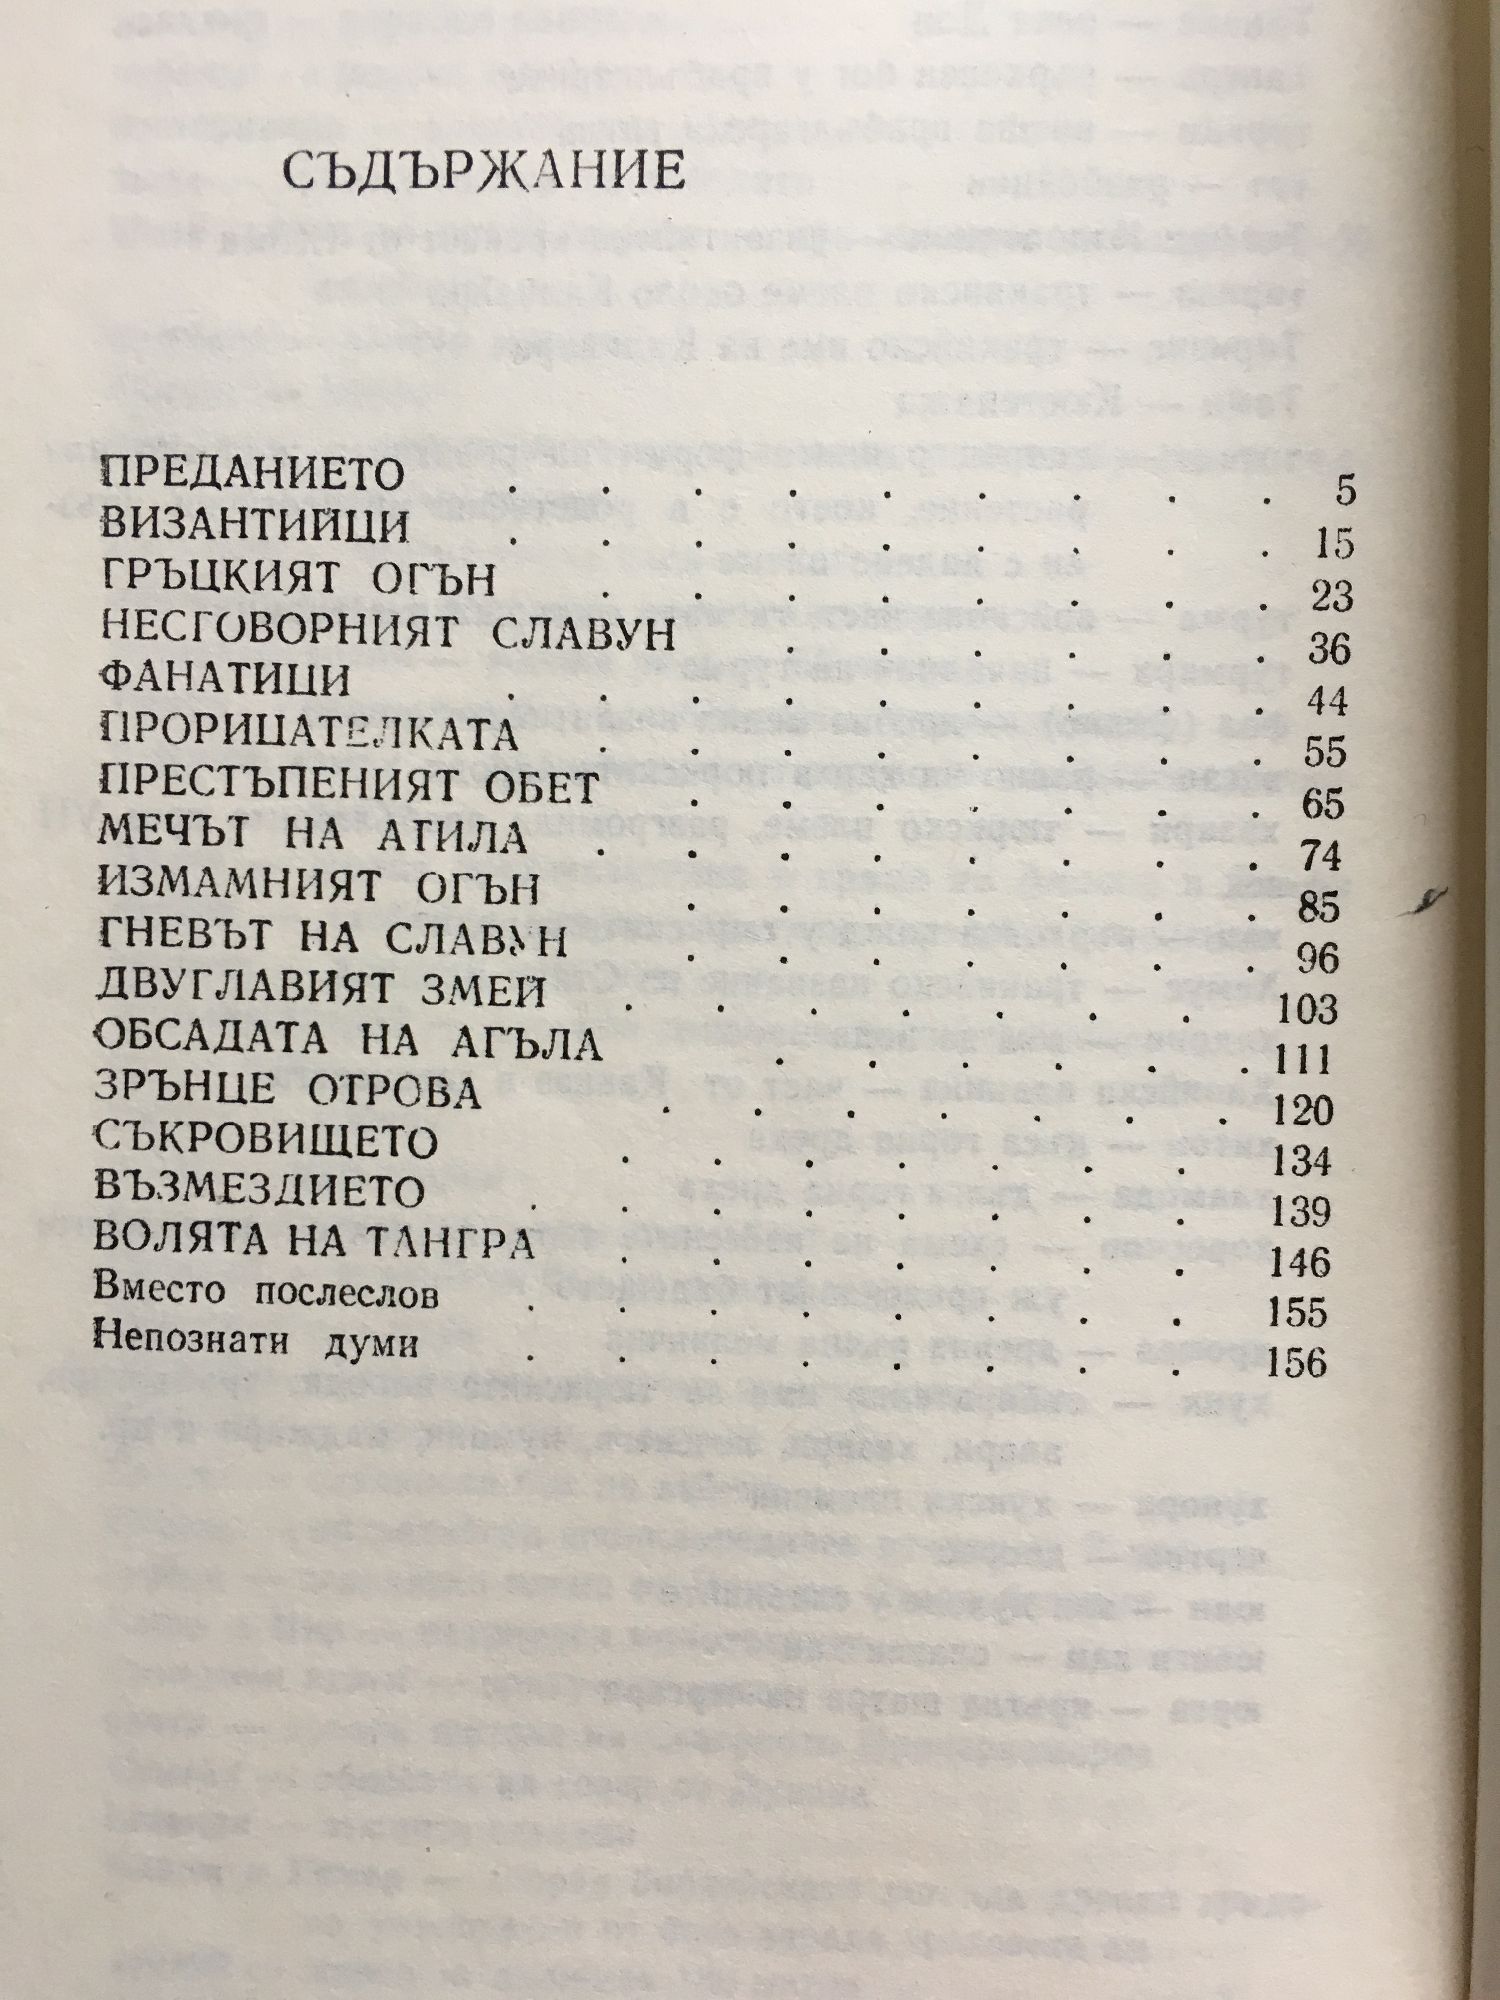 СЪДЪРЖАНИЕ
ПРЕДАНИЕТО . . . . . . . . . 5
ВИЗАНТИЙЦИ . . . . . . . . . 15
ГРЪЦКИЯТ ОГЪН . . . . . . . . 23
НЕСГОВОРНИЯТ СЛАВУН . . . . . . 36
ФАНАТИЦИ . . . . . . . . . 44
ПРОРИЦАТЕЛКАТА . . . . . . . . 55
ПРЕСТЪПЕНИЯТ ОБЕТ . . . . . . . 65
МЕЧЪТ НА АТИЛА . . . . . . . . 74
ИЗМАМНИЯТ ОГЪН . . . . . . . 85
ГНЕВЪТ НА СЛАВУН . . . . . . . 96
ДВУГЛАВИЯТ ЗМЕЙ . . . . . . . 103
ОБСАДАТА НА АГЪЛА . . . . . . 111
ЗРЪНЦЕ ОТРОВА . . . . . . . 120
СЪКРОВИЩЕТО . . . . . . . 134
ВЪЗМЕЗДИЕТО . . . . . . . . 139
ВОЛЯТА НА ТАНГРА . . . . . . . 146
Вместо послеслов . . . . . . . . 155
Непознати думи . . . . . . . . 156